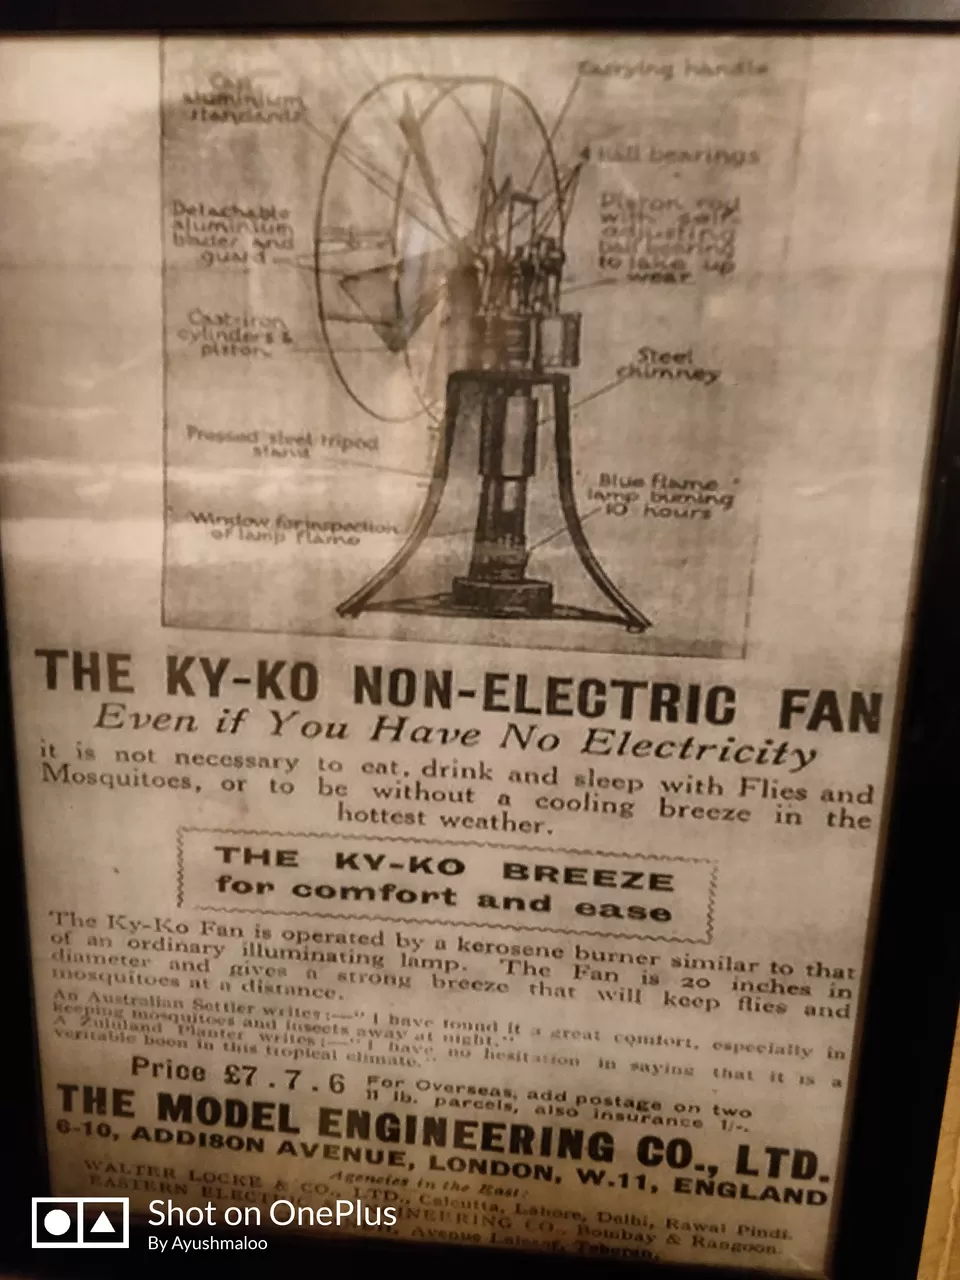 Cast
aluminium
standards
Carrying handle
4 Ball bearings
Detachable
aluminium
blades and
guard
Piston rod
with self
adjusting
ball bearing
to take up
wear
Cast-iron
cylinders &
piston
Steel
chimney
Pressed steel tripod
stand
Blue flame
lamp burning
10 hours
Window for inspection
of lamp flame
THE KY-KO NON-ELECTRIC FAN
Even if You Have No Electricity
it is not necessary to eat, drink and sleep with Flies and
Mosquitoes, or to be without a cooling breeze in the
hottest weather.
THE KY-KO BREEZE
for comfort and ease
The Ky-Ko Fan is operated by a kerosene burner similar to that
of an ordinary illuminating lamp. The Fan is 20 inches in
diameter and gives a strong breeze that will keep flies and
mosquitoes at a distance.
An Australian Settler writes:—"I have found it a great comfort, especially in
keeping mosquitoes and insects away at night."
A Zululand Planter writes:—"I have no hesitation in saying that it is a
veritable boon in this tropical climate."
Price £7.7.6 For Overseas, add postage on two
11 lb. parcels, also insurance 1/-.
THE MODEL ENGINEERING CO., LTD.
6-10, ADDISON AVENUE, LONDON, W.11, ENGLAND
Agencies in the East:
WALTER LOCKE & CO., LTD., Calcutta, Lahore, Delhi, Rawal Pindi.
EASTERN ELECTRIC ENGINEERING CO., Bombay & Rangoon.
Avenue Teheran.
Shot on OnePlus
By Ayushmaloo